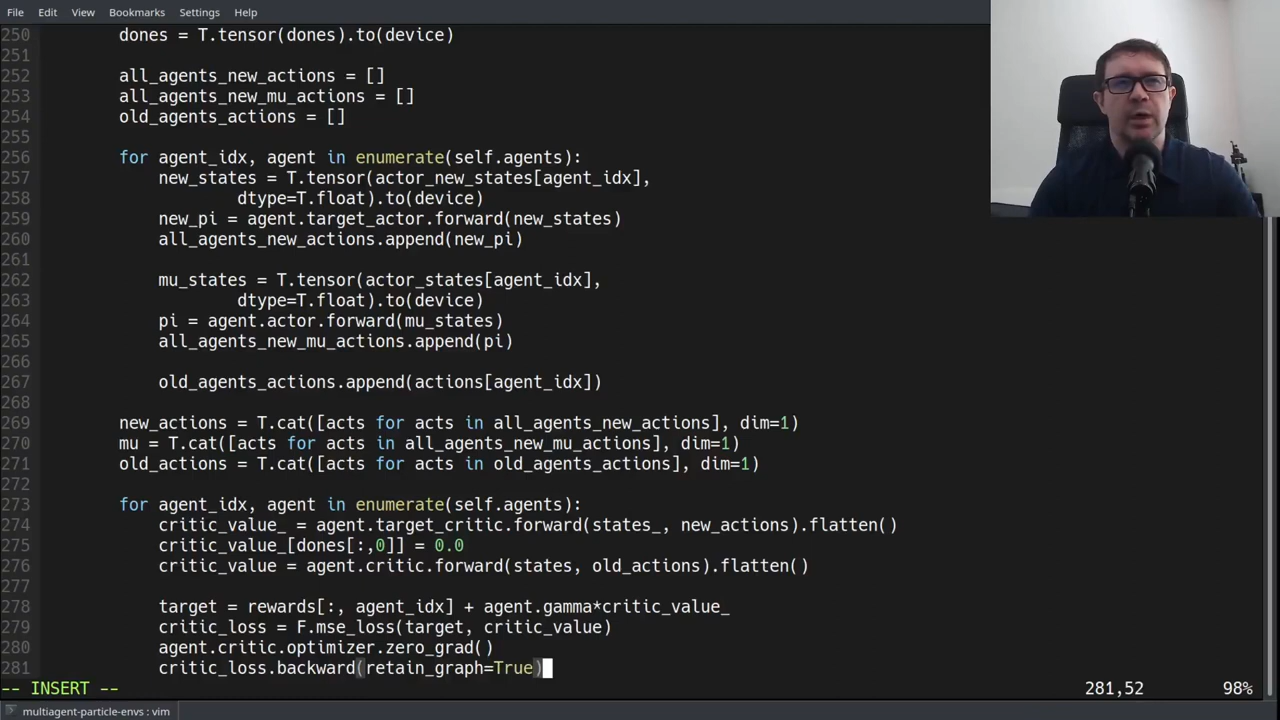 File Edit View Bookmarks Settings Help
250 dones = T.tensor(dones).to(device)
251
252 all_agents_new_actions = []
253 all_agents_new_mu_actions = []
254 old_agents_actions = []
255
256 for agent_idx, agent in enumerate(self.agents):
257 new_states = T.tensor(actor_new_states[agent_idx],
258 dtype=T.float).to(device)
259 new_pi = agent.target_actor.forward(new_states)
260 all_agents_new_actions.append(new_pi)
261
262 mu_states = T.tensor(actor_states[agent_idx],
263 dtype=T.float).to(device)
264 pi = agent.actor.forward(mu_states)
265 all_agents_new_mu_actions.append(pi)
266
267 old_agents_actions.append(actions[agent_idx])
268
269 new_actions = T.cat([acts for acts in all_agents_new_actions], dim=1)
270 mu = T.cat([acts for acts in all_agents_new_mu_actions], dim=1)
271 old_actions = T.cat([acts for acts in old_agents_actions], dim=1)
272
273 for agent_idx, agent in enumerate(self.agents):
274 critic_value_ = agent.target_critic.forward(states_, new_actions).flatten()
275 critic_value_[dones[:,0]] = 0.0
276 critic_value = agent.critic.forward(states, old_actions).flatten()
277
278 target = rewards[:, agent_idx] + agent.gamma*critic_value_
279 critic_loss = F.mse_loss(target, critic_value)
280 agent.critic.optimizer.zero_grad()
281 critic_loss.backward(retain_graph=True)
-- INSERT -- 281,52 98%
multiagent-particle-envs : vim